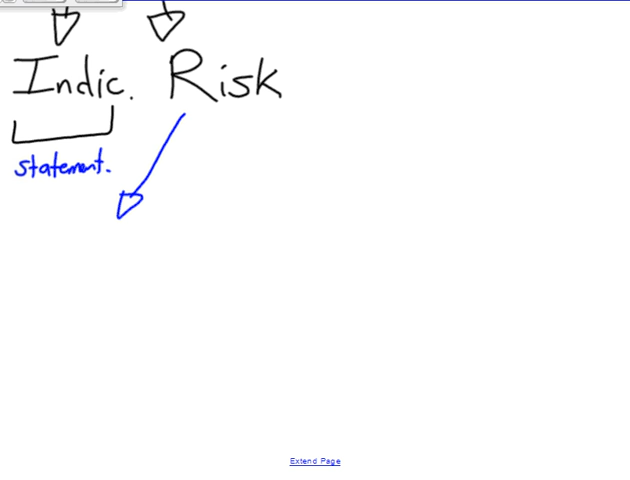 Indic. Risk
statement.
Extend Page